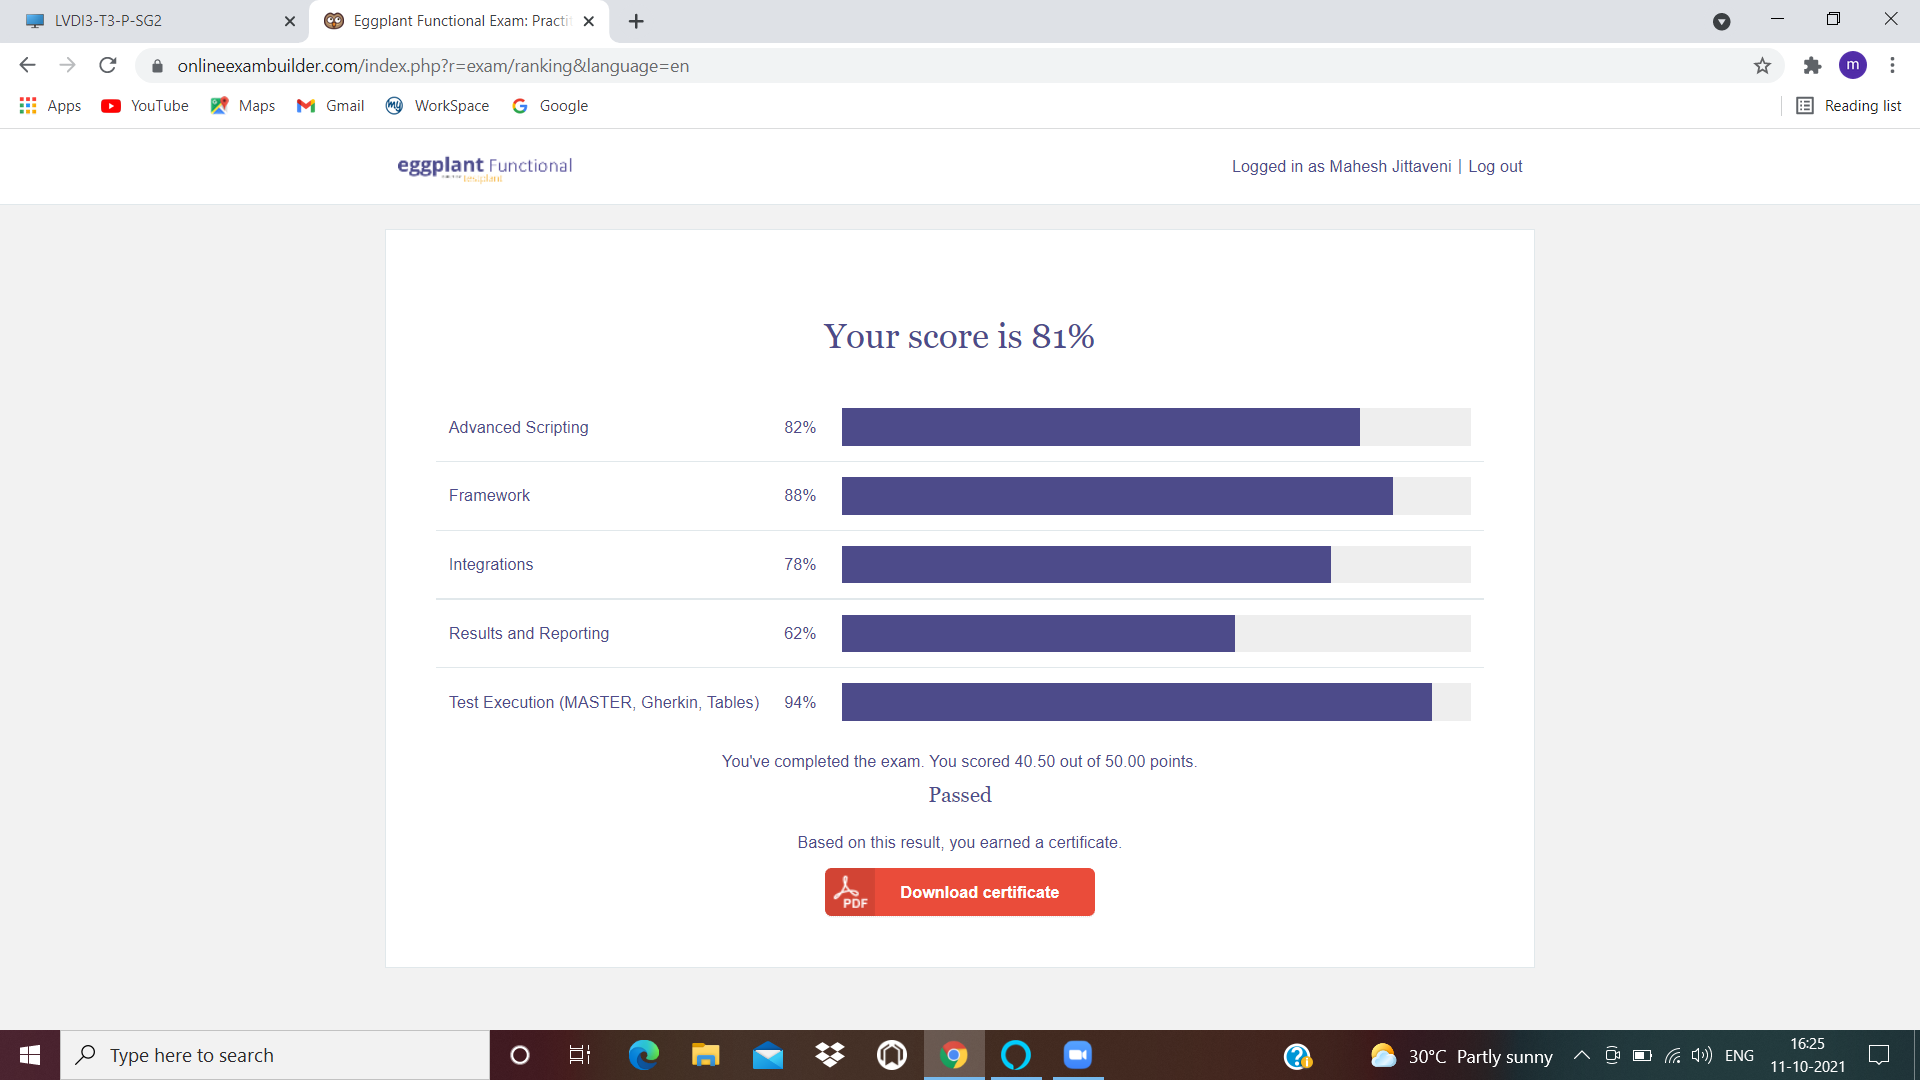 LVDI3-T3-P-SG2
Eggplant Functional Exam: Practi
onlineexambuilder.com/index.php?r=exam/ranking&language=en
m
Apps YouTube Maps Gmail WorkSpace Google Reading list
eggplant Functional
Logged in as Mahesh Jittaveni | Log out
Your score is 81%
Advanced Scripting 82%
Framework 88%
Integrations 78%
Results and Reporting 62%
Test Execution (MASTER, Gherkin, Tables) 94%
You've completed the exam. You scored 40.50 out of 50.00 points.
Passed
Based on this result, you earned a certificate.
PDF Download certificate
Type here to search
30°C Partly sunny
ENG
16:25
11-10-2021